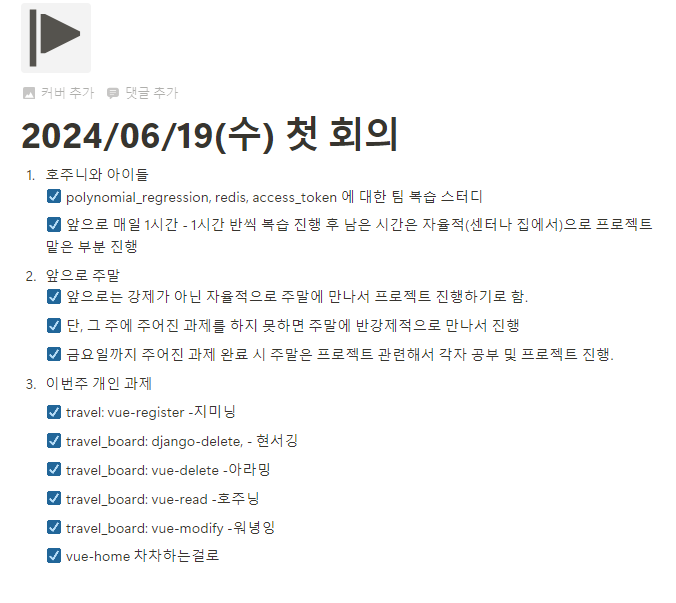 커버 추가 댓글 추가
2024/06/19(수) 첫 회의
1. 호주니와 아이들
polynomial_regression, redis, access_token 에 대한 팀 복습 스터디
앞으로 매일 1시간 - 1시간 반씩 복습 진행 후 남은 시간은 자율적(센터나 집에서)으로 프로젝트
맡은 부분 진행
2. 앞으로 주말
앞으로는 강제가 아닌 자율적으로 주말에 만나서 프로젝트 진행하기로 함.
단, 그 주에 주어진 과제를 하지 못하면 주말에 반강제적으로 만나서 진행
금요일까지 주어진 과제 완료 시 주말은 프로젝트 관련해서 각자 공부 및 프로젝트 진행.
3. 이번주 개인 과제
travel: vue-register -지미닝
travel_board: django-delete, - 현서깅
travel_board: vue-delete -아라밍
travel_board: vue-read -호주닝
travel_board: vue-modify -워녕잉
vue-home 차차하는걸로